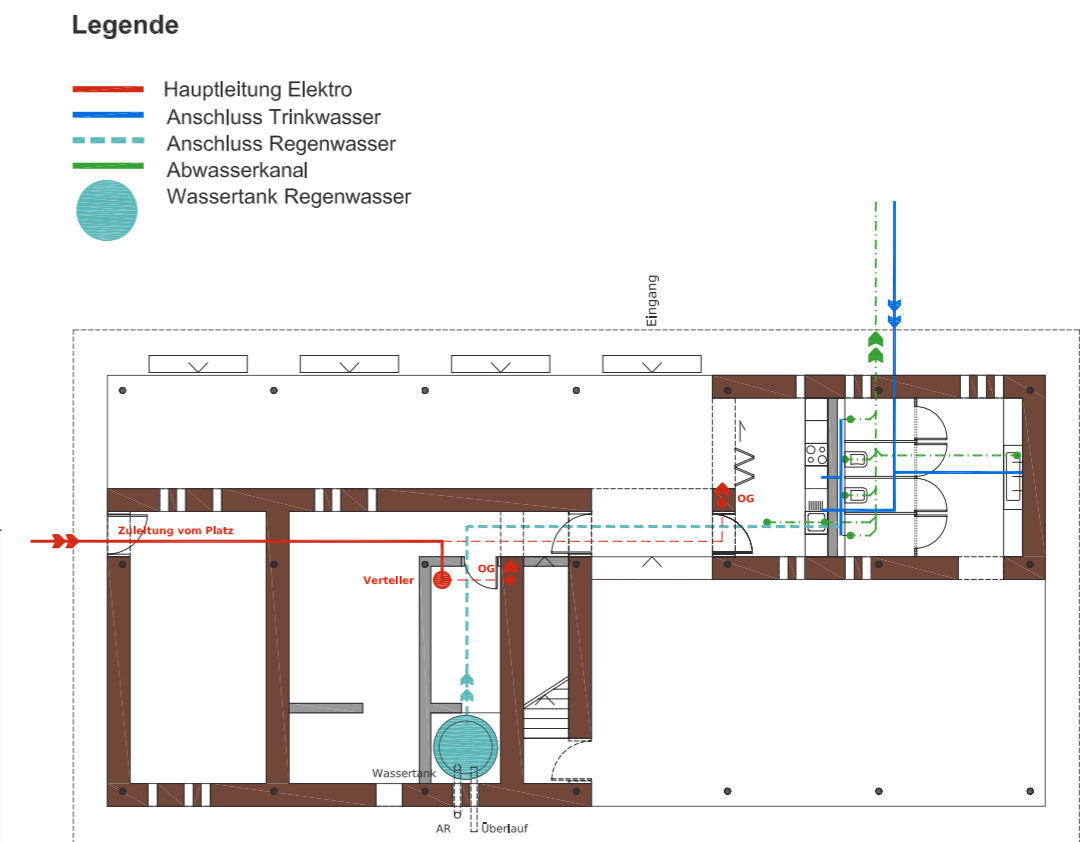 Legende
Hauptleitung Elektro
Anschluss Trinkwasser
Anschluss Regenwasser
Abwasserkanal
Wassertank Regenwasser
Eingang
OG
Zuleitung vom Platz
OG
Verteller
Wassertank
AR
Überlauf